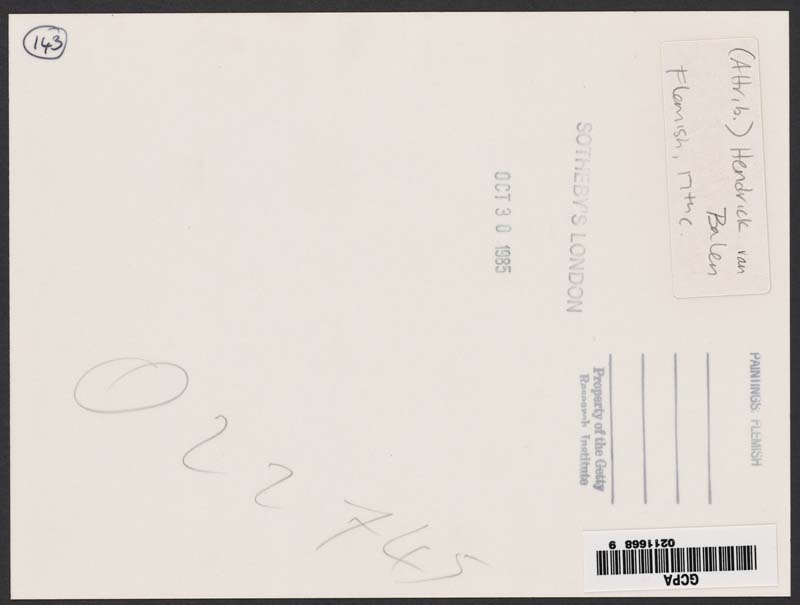 143
(Attrib.) Hendrick van
Balen
Flemish, 17th c.
SOTHEBY'S LONDON
OCT 30 1985
PAINTINGS: FLEMISH
Property of the Getty
Research Institute
022745
GCPA
0211668 9